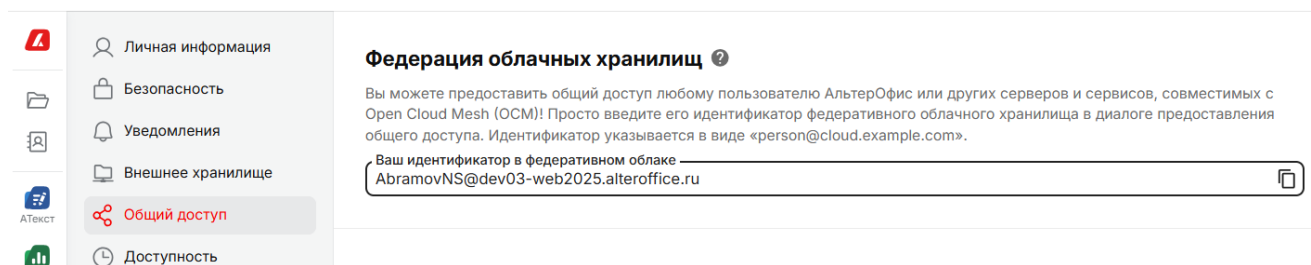 Личная информация
Безопасность
Уведомления
Внешнее хранилище
Общий доступ
Доступность
АТекст
Федерация облачных хранилищ
Вы можете предоставить общий доступ любому пользователю АльтерОфис или других серверов и сервисов, совместимых с
Open Cloud Mesh (OCM)! Просто введите его идентификатор федеративного облачного хранилища в диалоге предоставления
общего доступа. Идентификатор указывается в виде «person@cloud.example.com».
Ваш идентификатор в федеративном облаке
AbramovNS@dev03-web2025.alteroffice.ru